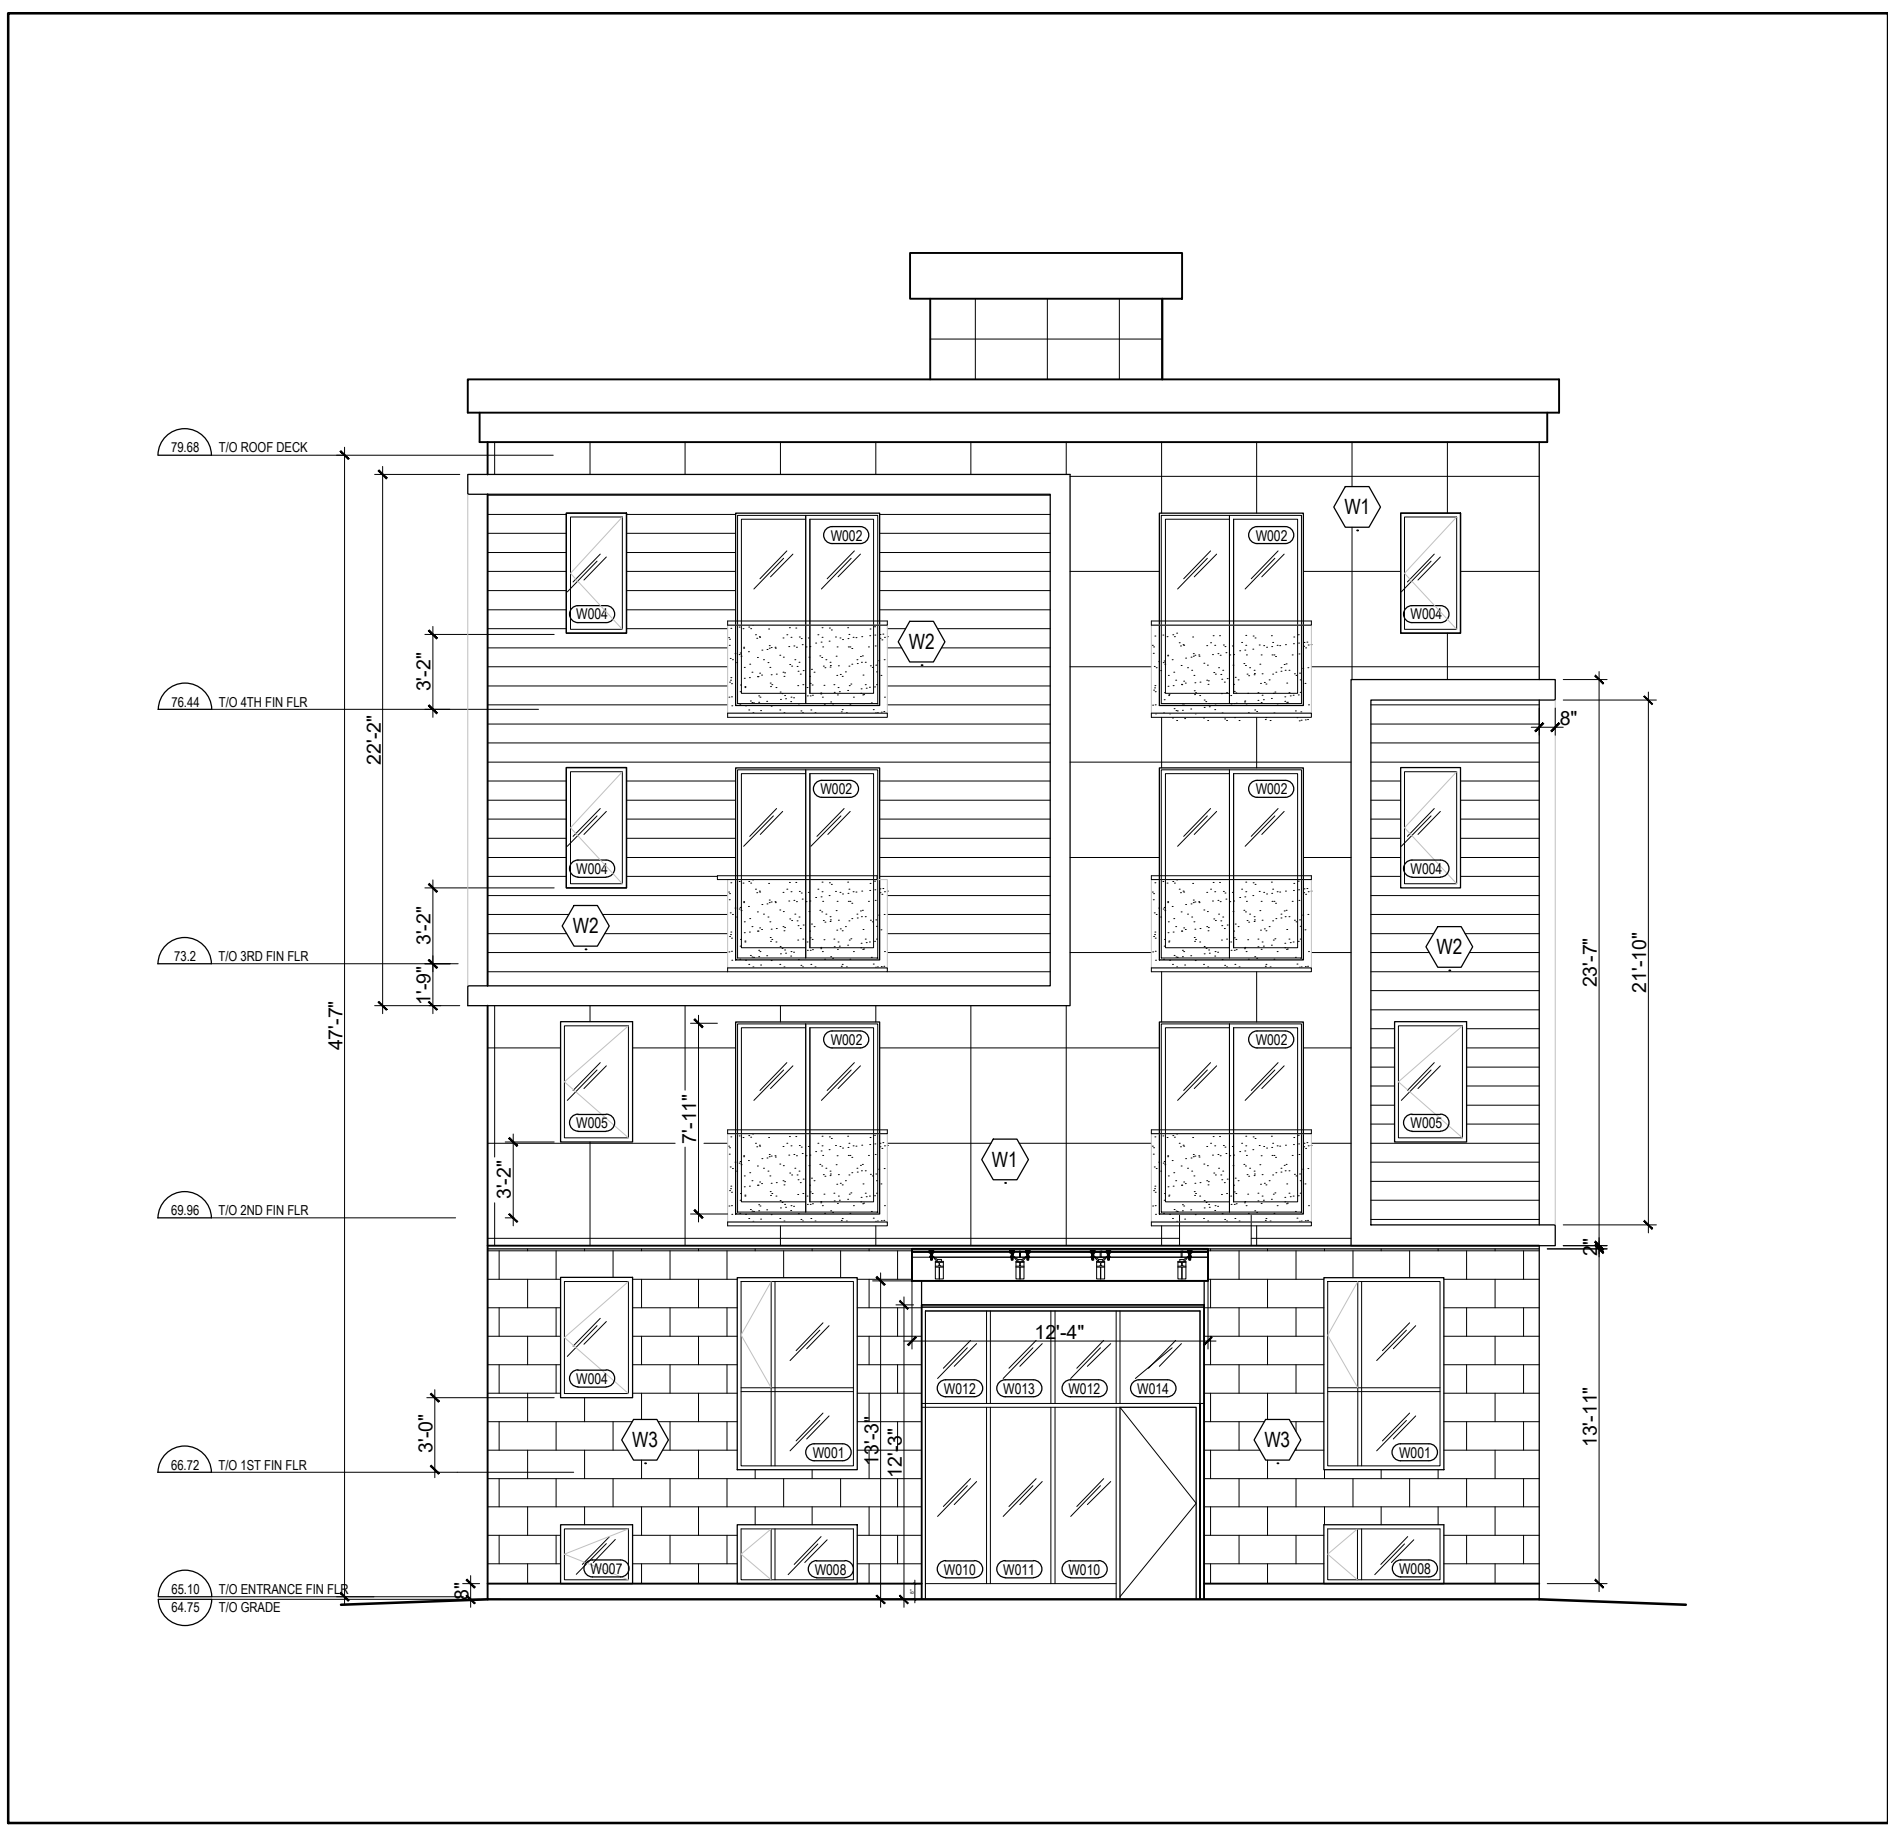 79.68 T/O ROOF DECK
W1
W002
W002
W004
W004
W2
3'-2"
76.44 T/O 4TH FIN FLR
8"
22'-2"
W002
W002
W004
W004
3'-2"
W2
W2
73.2 T/O 3RD FIN FLR
23'-7"
21'-10"
1'-9"
47'-7"
W002
W002
7'-11"
W005
W005
W1
3'-2"
69.96 T/O 2ND FIN FLR
2"
12'-4"
W004
W012
W013
W012
W014
13'-11"
3'-0"
W3
W3
13'-3"
12'-3"
W001
W001
66.72 T/O 1ST FIN FLR
W007
W008
W010
W011
W010
W008
65.10 T/O ENTRANCE FIN FLR
8"
64.75 T/O GRADE